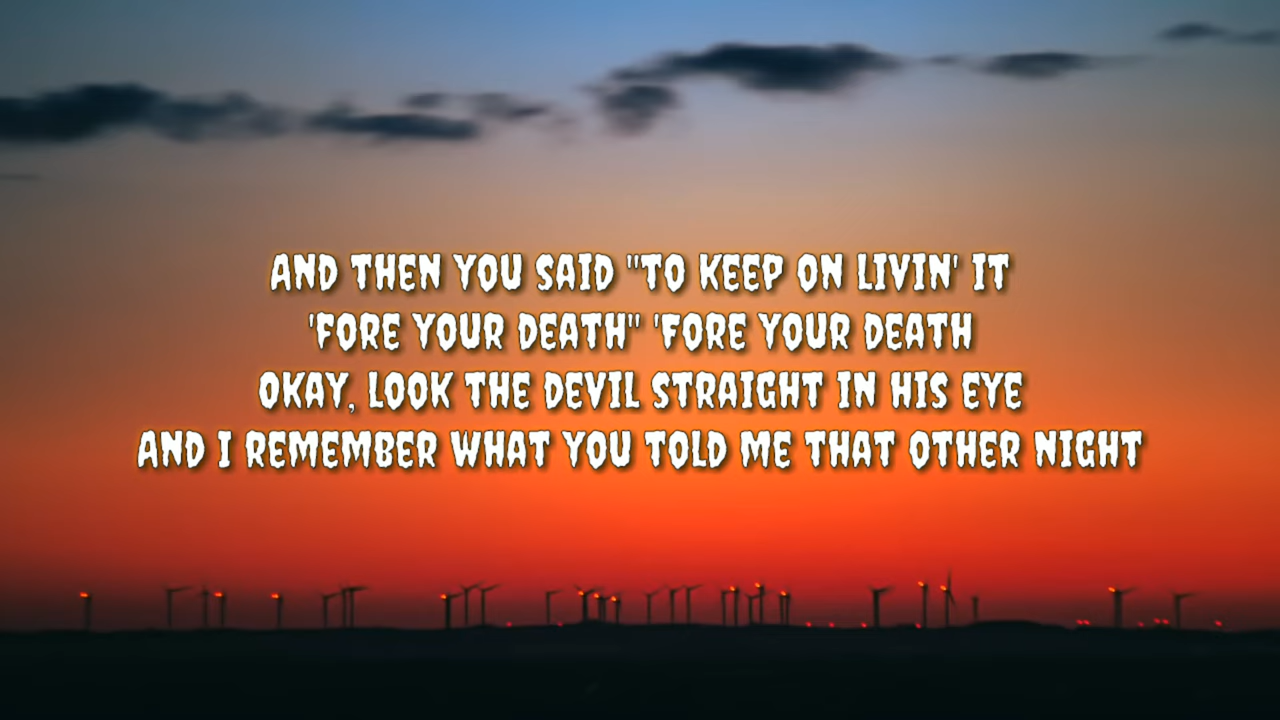 AND THEN YOU SAID "TO KEEP ON LIVIN' IT
'FORE YOUR DEATH" 'FORE YOUR DEATH
OKAY, LOOK THE DEVIL STRAIGHT IN HIS EYE
AND I REMEMBER WHAT YOU TOLD ME THAT OTHER NIGHT